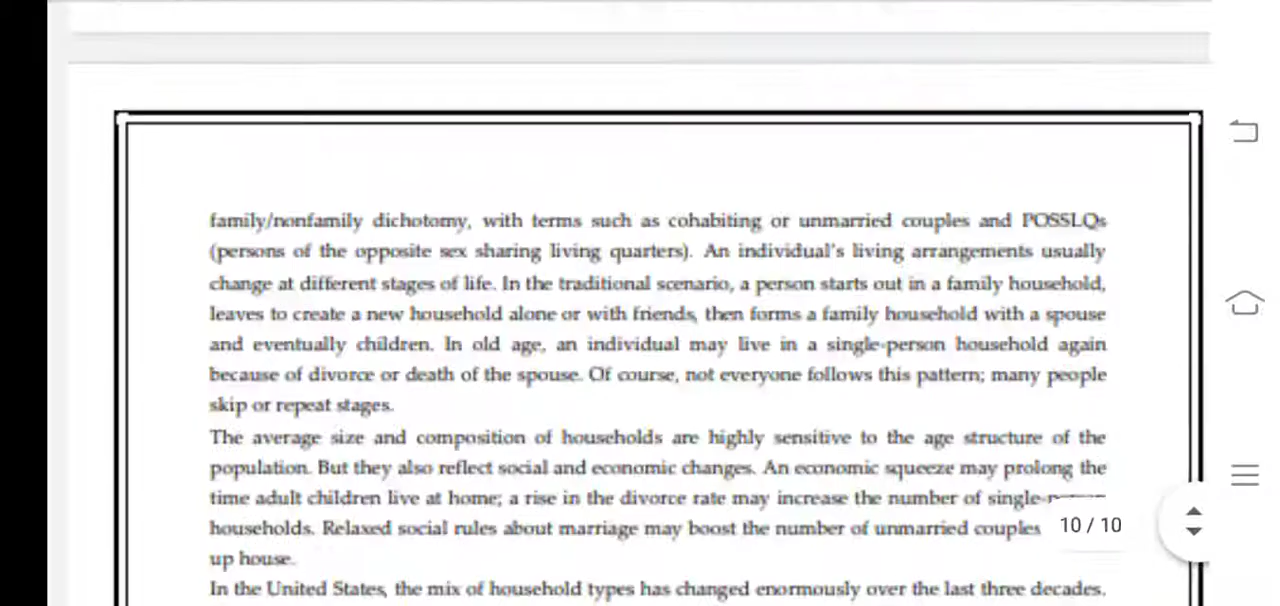 family/nonfamily dichotomy, with terms such as cohabiting or unmarried couples and POSSLQs
(persons of the opposite sex sharing living quarters). An individual's living arrangements usually
change at different stages of life. In the traditional scenario, a person starts out in a family household,
leaves to create a new household alone or with friends, then forms a family household with a spouse
and eventually children. In old age, an individual may live in a single-person household again
because of divorce or death of the spouse. Of course, not everyone follows this pattern; many people
skip or repeat stages.
The average size and composition of households are highly sensitive to the age structure of the
population. But they also reflect social and economic changes. An economic squeeze may prolong the
time adult children live at home; a rise in the divorce rate may increase the number of
households. Relaxed social rules about marriage may boost the number of unmarried couples
10 / 10
up house.
In the United States, the mix of household types has changed enormously over the last three decades.